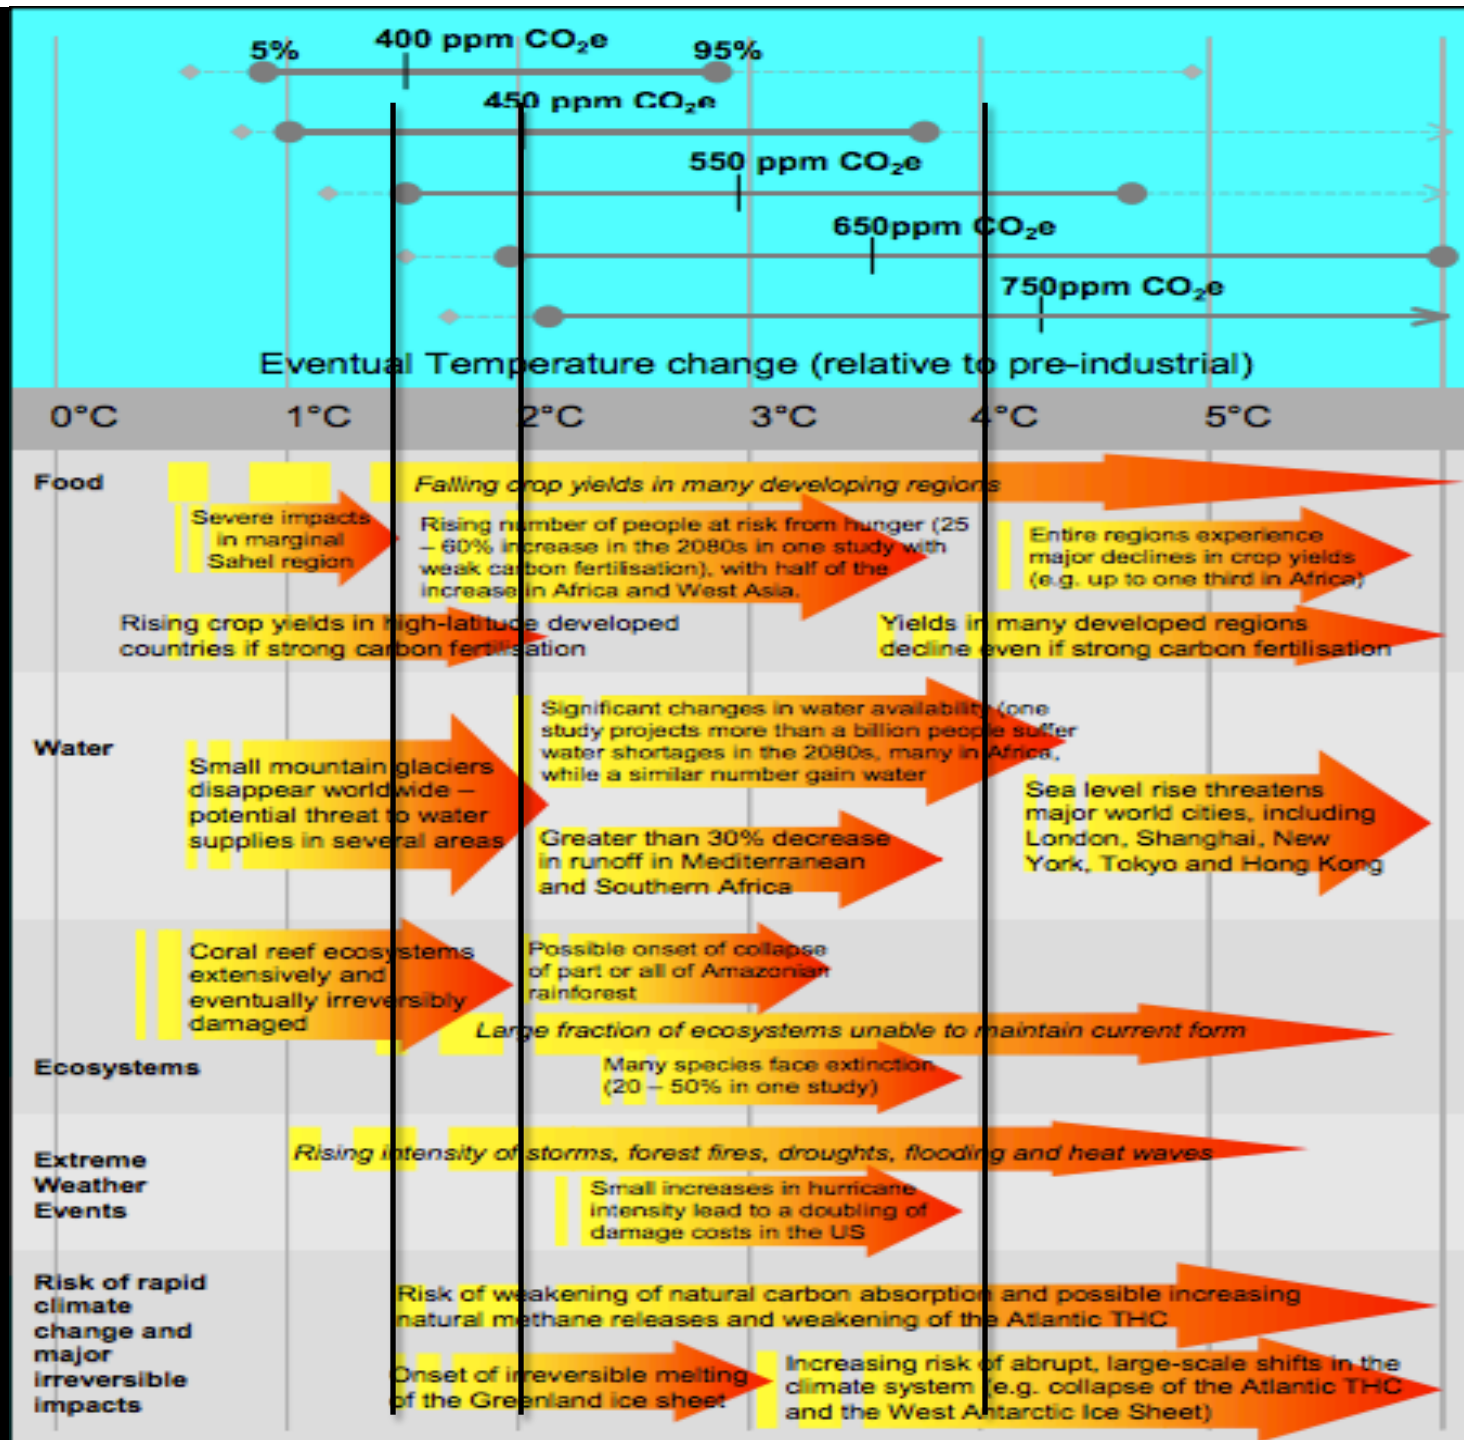 5%
400 ppm CO₂e
95%
450 ppm CO₂e
550 ppm CO₂e
650ppm CO₂e
750ppm CO₂e
Eventual Temperature change (relative to pre-industrial)
0°C 1°C 2°C 3°C 4°C 5°C
Food
Falling crop yields in many developing regions
Severe impacts
in marginal
Sahel region
Rising number of people at risk from hunger (25
– 60% increase in the 2080s in one study with
weak carbon fertilisation), with half of the
increase in Africa and West Asia.
Entire regions experience
major declines in crop yields
(e.g. up to one third in Africa)
Rising crop yields in high-latitude developed
countries if strong carbon fertilisation
Yields in many developed regions
decline even if strong carbon fertilisation
Water
Small mountain glaciers
disappear worldwide –
potential threat to water
supplies in several areas
Significant changes in water availability (one
study projects more than a billion people suffer
water shortages in the 2080s, many in Africa,
while a similar number gain water
Greater than 30% decrease
in runoff in Mediterranean
and Southern Africa
Sea level rise threatens
major world cities, including
London, Shanghai, New
York, Tokyo and Hong Kong
Ecosystems
Coral reef ecosystems
extensively and
eventually irreversibly
damaged
Possible onset of collapse
of part or all of Amazonian
rainforest
Large fraction of ecosystems unable to maintain current form
Many species face extinction
(20 – 50% in one study)
Extreme
Weather
Events
Rising intensity of storms, forest fires, droughts, flooding and heat waves
Small increases in hurricane
intensity lead to a doubling of
damage costs in the US
Risk of rapid
climate
change and
major
irreversible
impacts
Risk of weakening of natural carbon absorption and possible increasing
natural methane releases and weakening of the Atlantic THC
Onset of irreversible melting
of the Greenland ice sheet
Increasing risk of abrupt, large-scale shifts in the
climate system (e.g. collapse of the Atlantic THC
and the West Antarctic Ice Sheet)